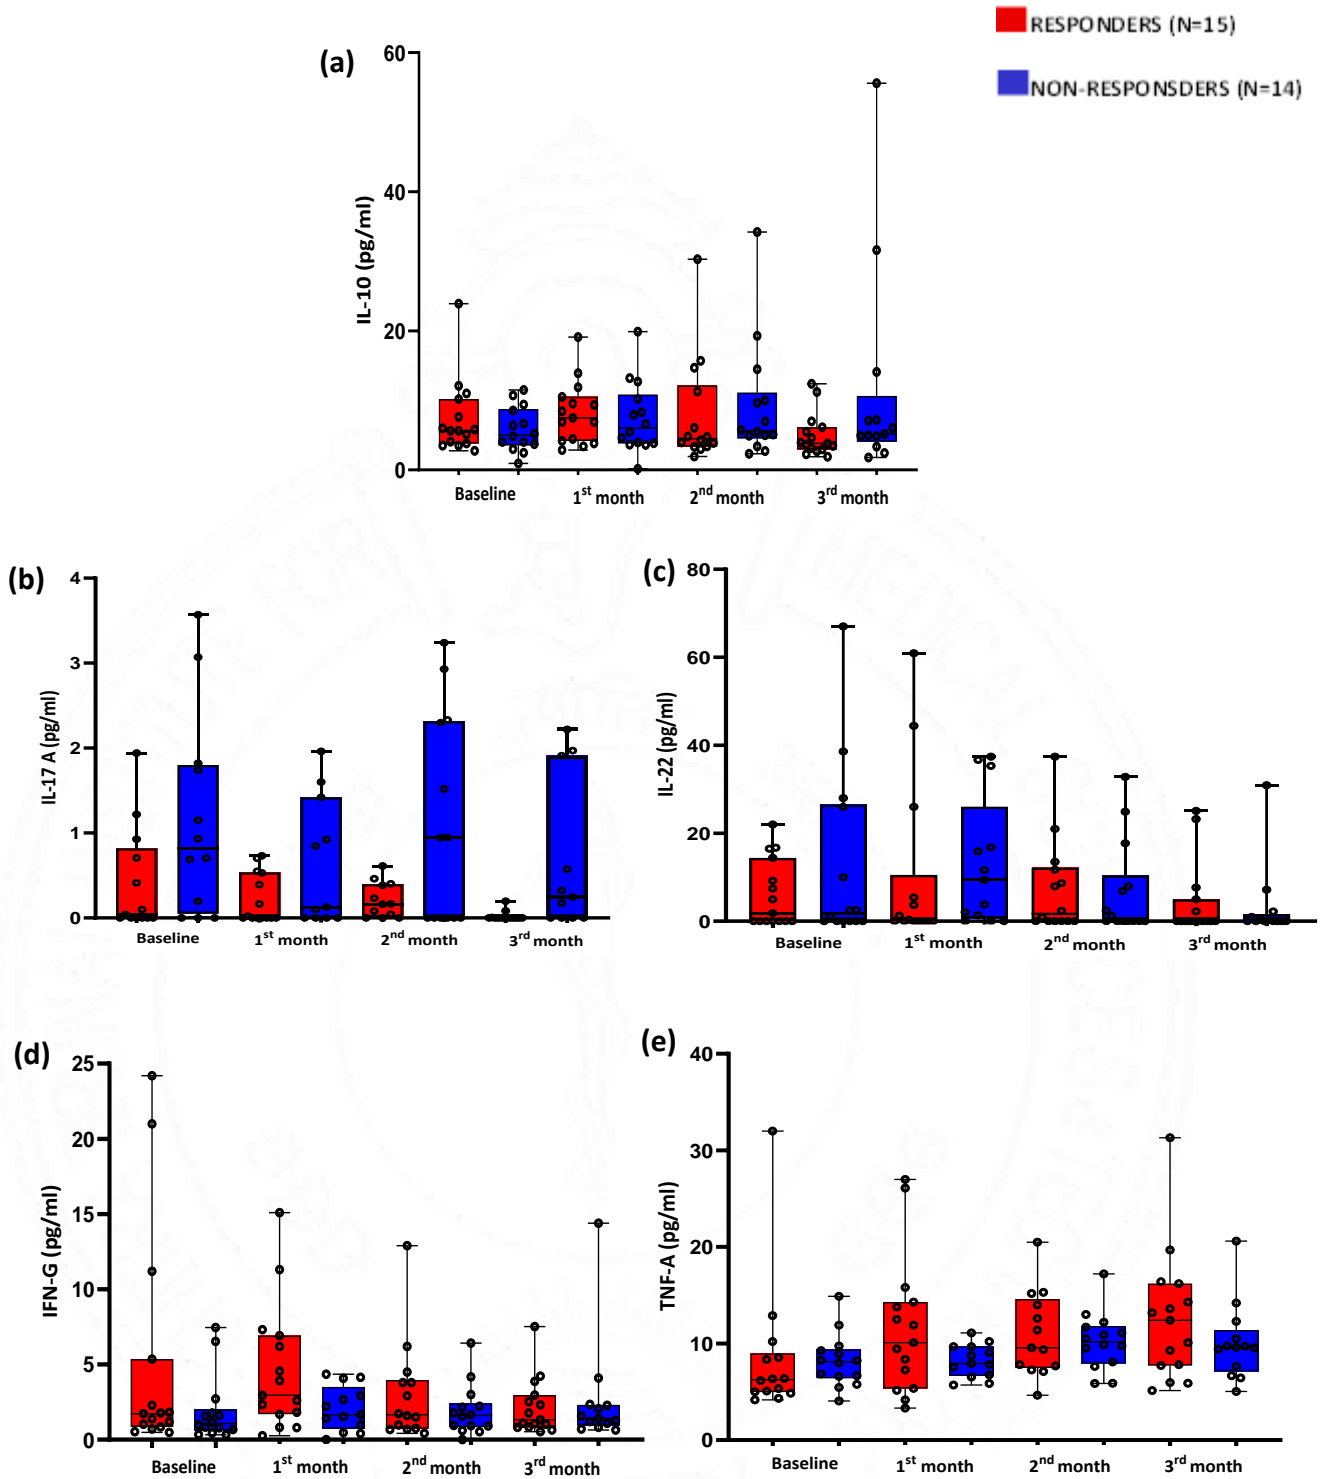 RESPONDERS (N=15)
NON-RESPONSDERS (N=14)
(a)
IL-10 (pg/ml)
60
40
20
0
Baseline
1st month
2nd month
3rd month
(b)
IL-17 A (pg/ml)
4
3
2
1
0
Baseline
1st month
2nd month
3rd month
(c)
IL-22 (pg/ml)
80
60
40
20
0
Baseline
1st month
2nd month
3rd month
(d)
IFN-G (pg/ml)
25
20
15
10
5
0
Baseline
1st month
2nd month
3rd month
(e)
TNF-A (pg/ml)
40
30
20
10
0
Baseline
1st month
2nd month
3rd month